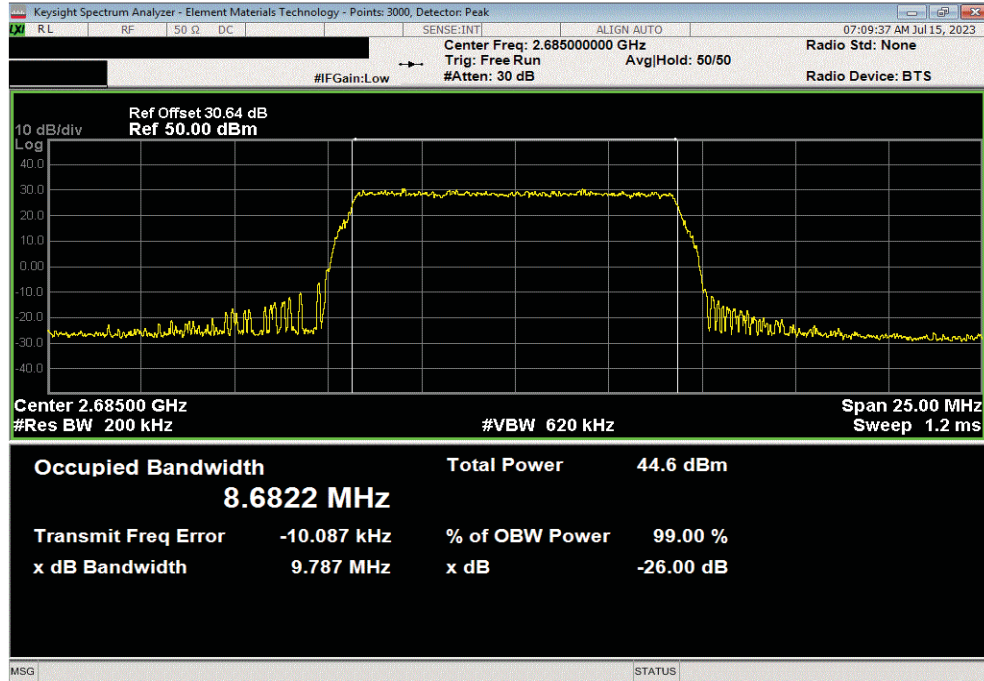 Keysight Spectrum Analyzer - Element Materials Technology - Points: 3000, Detector: Peak
LXI RL RF 50 Ω DC SENSE:INT ALIGN AUTO 07:09:37 AM Jul 15, 2023
Center Freq: 2.685000000 GHz Radio Std: None
Trig: Free Run Avg|Hold: 50/50
#IFGain:Low #Atten: 30 dB Radio Device: BTS
Ref Offset 30.64 dB
10 dB/div Ref 50.00 dBm
Log
40.0
30.0
20.0
10.0
0.00
-10.0
-20.0
-30.0
-40.0
Center 2.68500 GHz Span 25.00 MHz
#Res BW 200 kHz #VBW 620 kHz Sweep 1.2 ms
Occupied Bandwidth Total Power 44.6 dBm
8.6822 MHz
Transmit Freq Error -10.087 kHz % of OBW Power 99.00 %
x dB Bandwidth 9.787 MHz x dB -26.00 dB
MSG STATUS